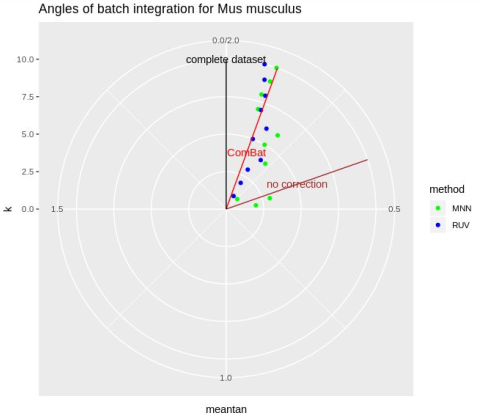 Angles of batch integration for Mus musculus
0.0/2.0
complete dataset
10.0
7.5
5.0
2.5
0.0
k
ComBat
no correction
1.5
0.5
1.0
meantan
method
MNN
RUV